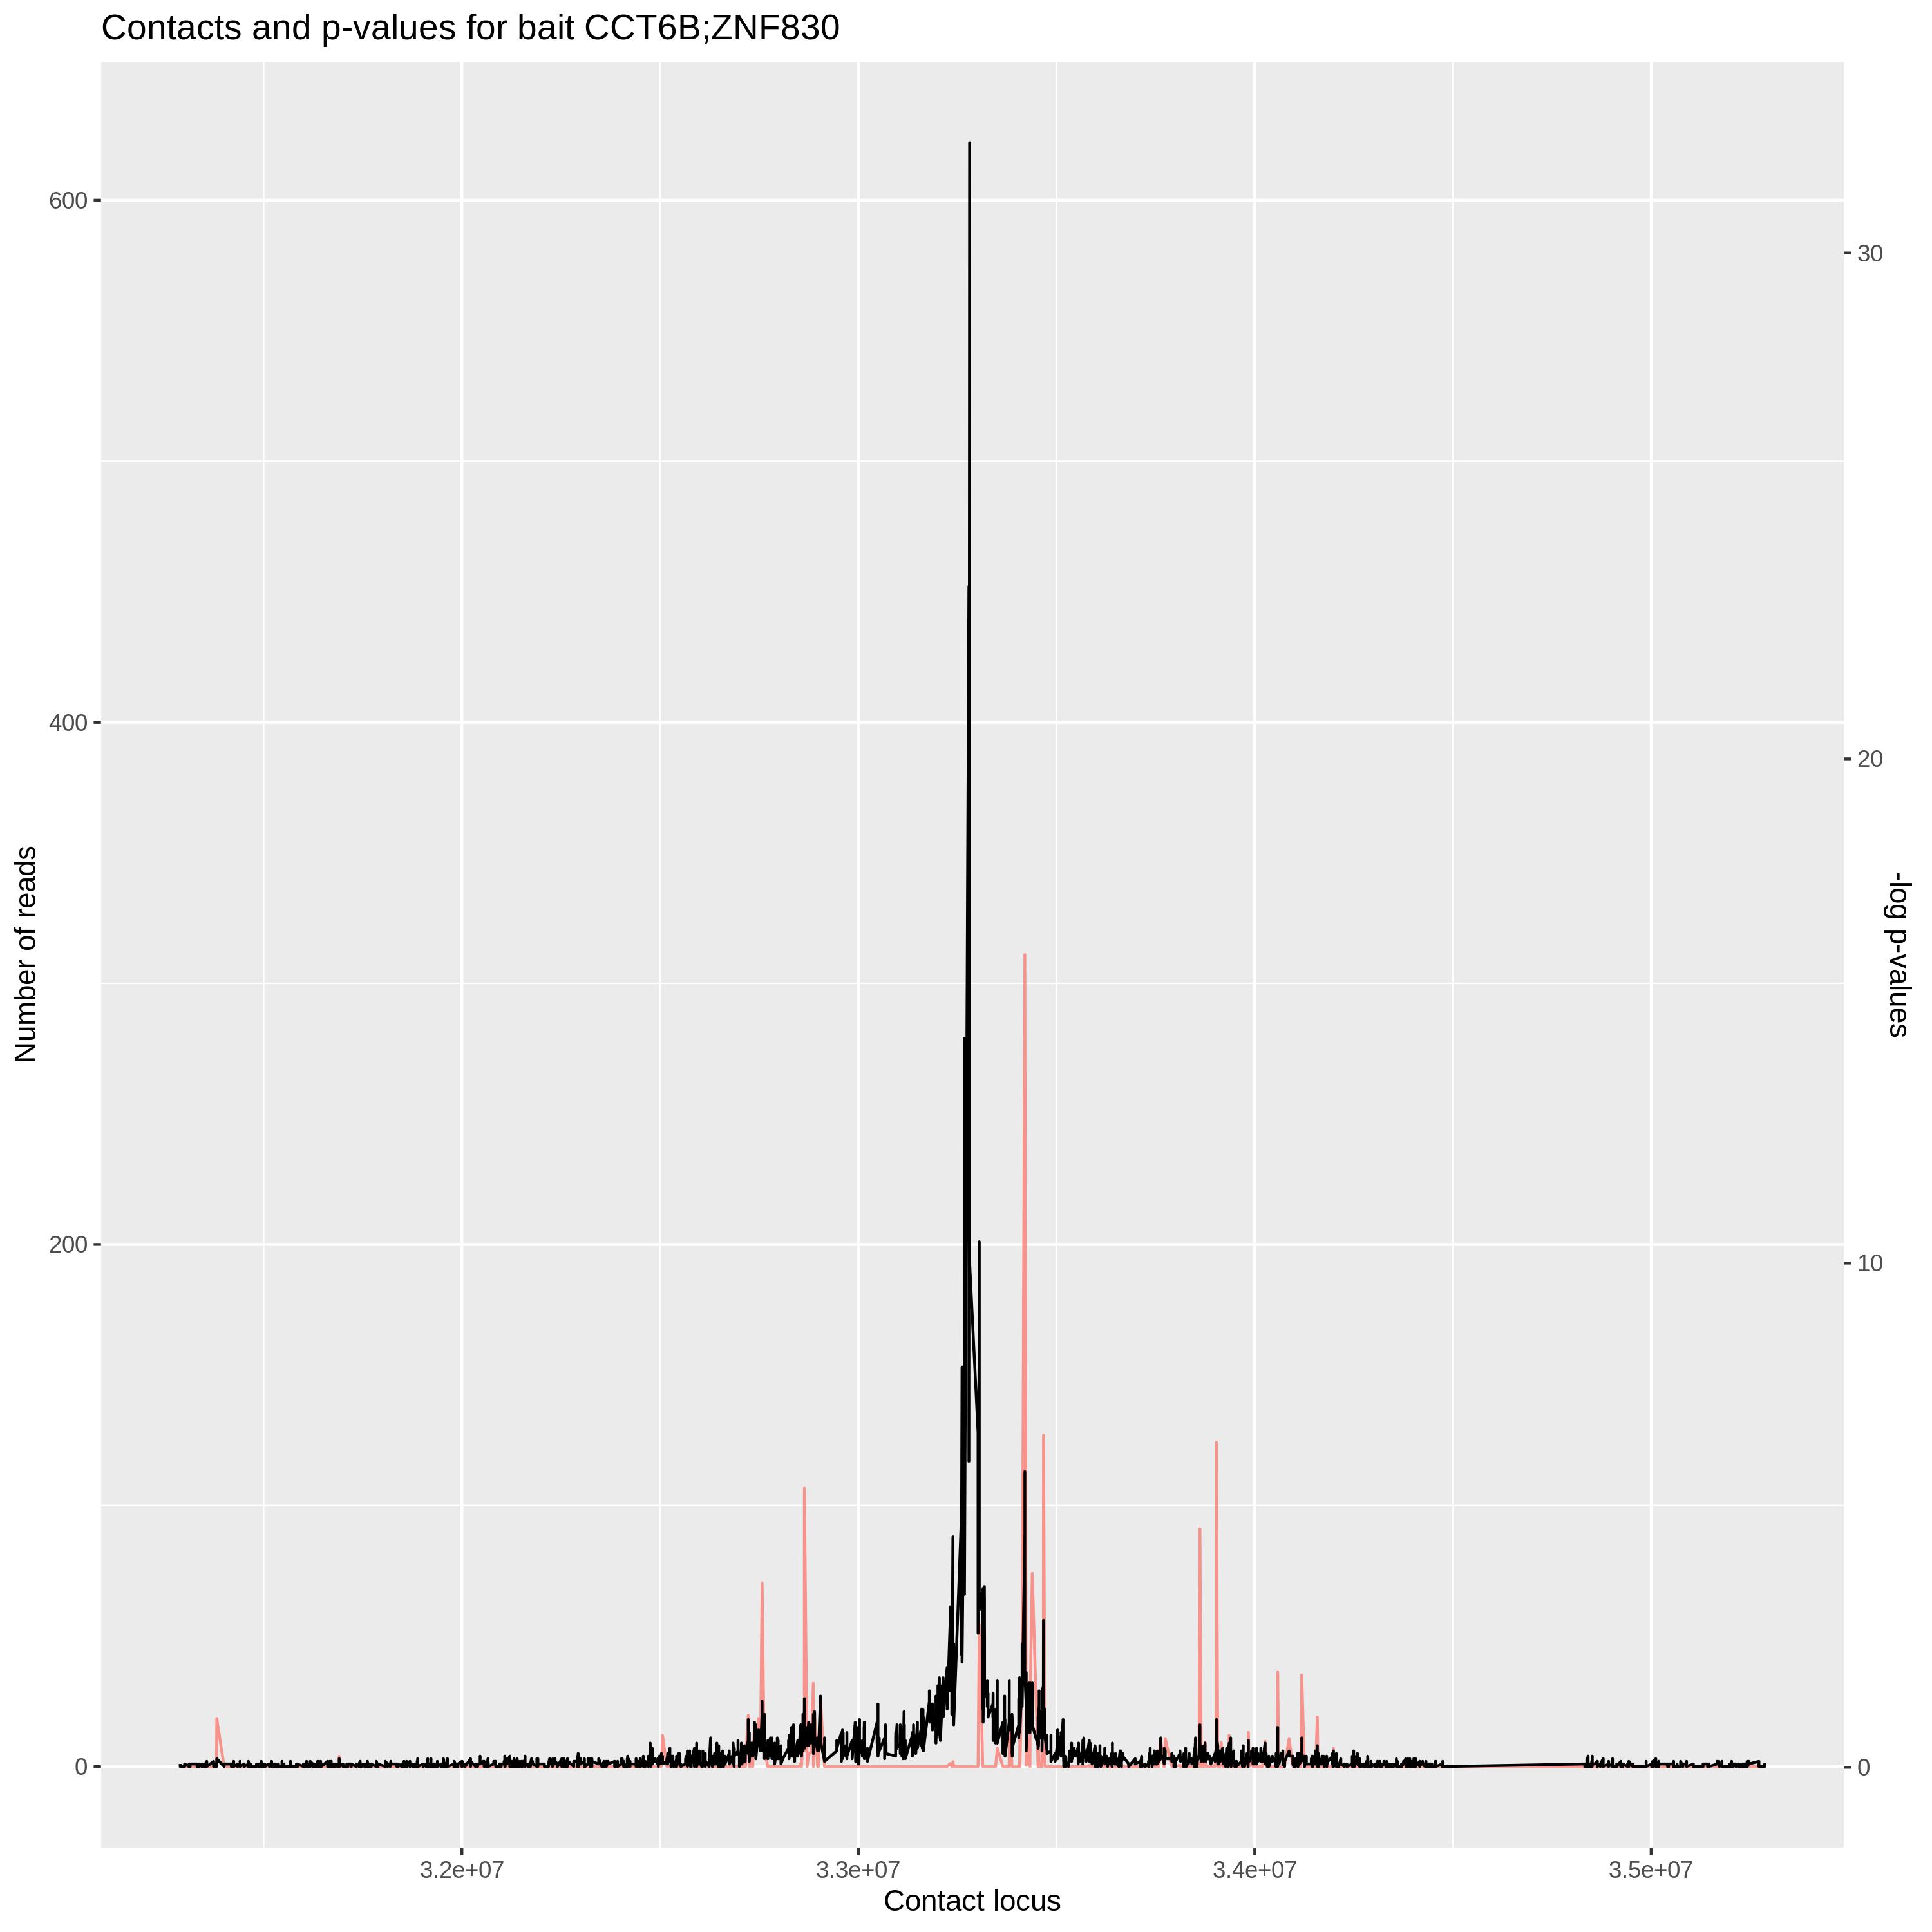 Contacts and p-values for bait CCT6B;ZNF830
600
400
200
0
30
20
10
0
Number of reads
-log p-values
3.2e+07 3.3e+07 3.4e+07 3.5e+07
Contact locus